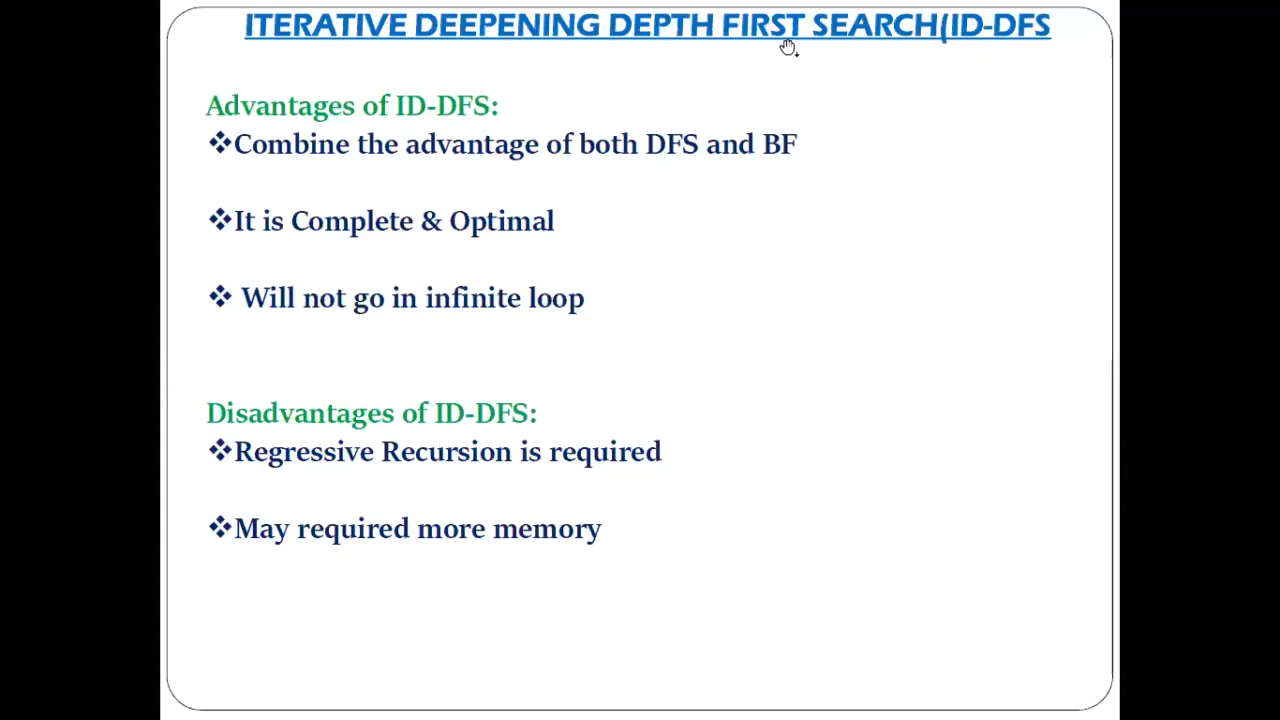 ITERATIVE DEEPENING DEPTH FIRST SEARCH(ID-DFS
Advantages of ID-DFS:
❖Combine the advantage of both DFS and BF
❖It is Complete & Optimal
❖ Will not go in infinite loop
Disadvantages of ID-DFS:
❖Regressive Recursion is required
❖May required more memory